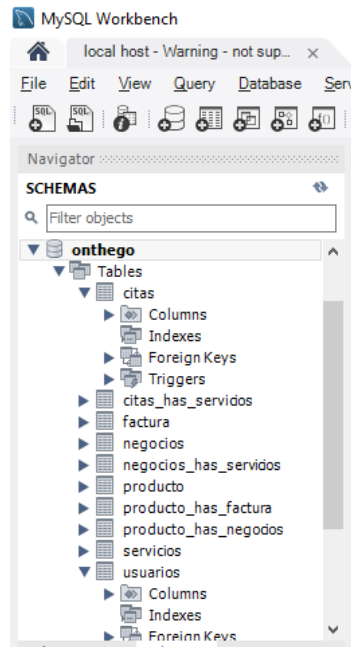 MySQL Workbench
local host - Warning - not sup... ×
File Edit View Query Database Serv
Navigator
SCHEMAS
Filter objects
onthego
Tables
citas
Columns
Indexes
Foreign Keys
Triggers
citas_has_servicios
factura
negocios
negocios_has_servicios
producto
producto_has_factura
producto_has_negocios
servicios
usuarios
Columns
Indexes
Foreign Keys